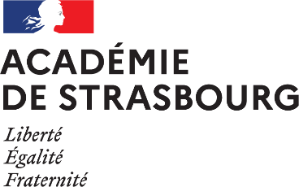 ACADÉMIE
DE STRASBOURG
Liberté
Égalité
Fraternité